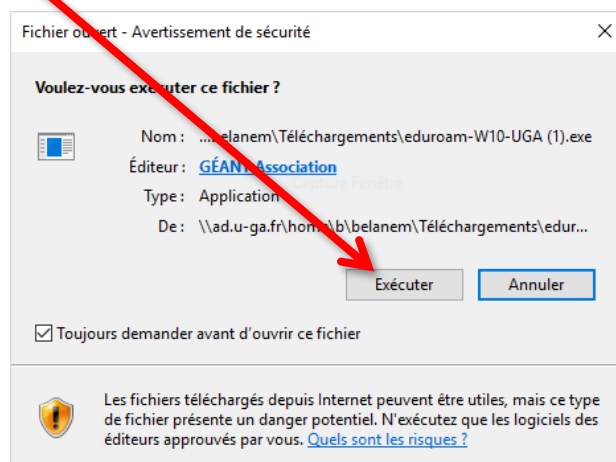 Fichier ouvert - Avertissement de sécurité
Voulez-vous exécuter ce fichier ?
Nom : ...belanem\Téléchargements\eduroam-W10-UGA (1).exe
Éditeur : GÉANT Association
Capture Fenêtre
Type : Application
De : \\ad.u-ga.fr\home\b\belanem\Téléchargements\edur...
Exécuter Annuler
Toujours demander avant d'ouvrir ce fichier
Les fichiers téléchargés depuis Internet peuvent être utiles, mais ce type
de fichier présente un danger potentiel. N'exécutez que les logiciels des
éditeurs approuvés par vous. Quels sont les risques ?